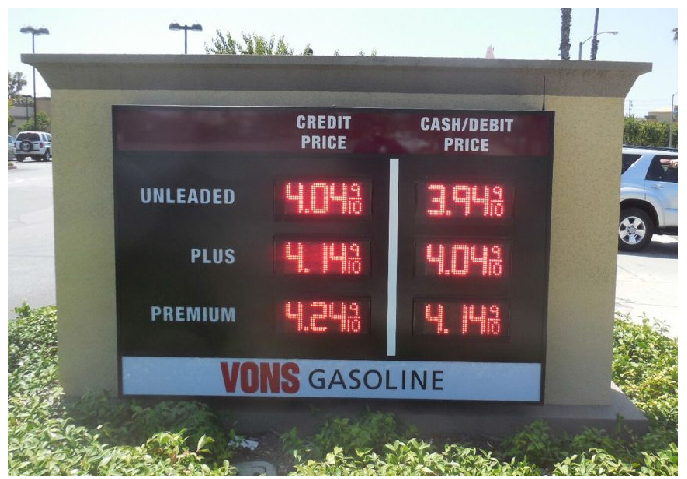 CREDIT PRICE
CASH/DEBIT PRICE
UNLEADED 4.04 9/10 3.94 9/10
PLUS 4.14 9/10 4.04 9/10
PREMIUM 4.24 9/10 4.14 9/10
VONS GASOLINE